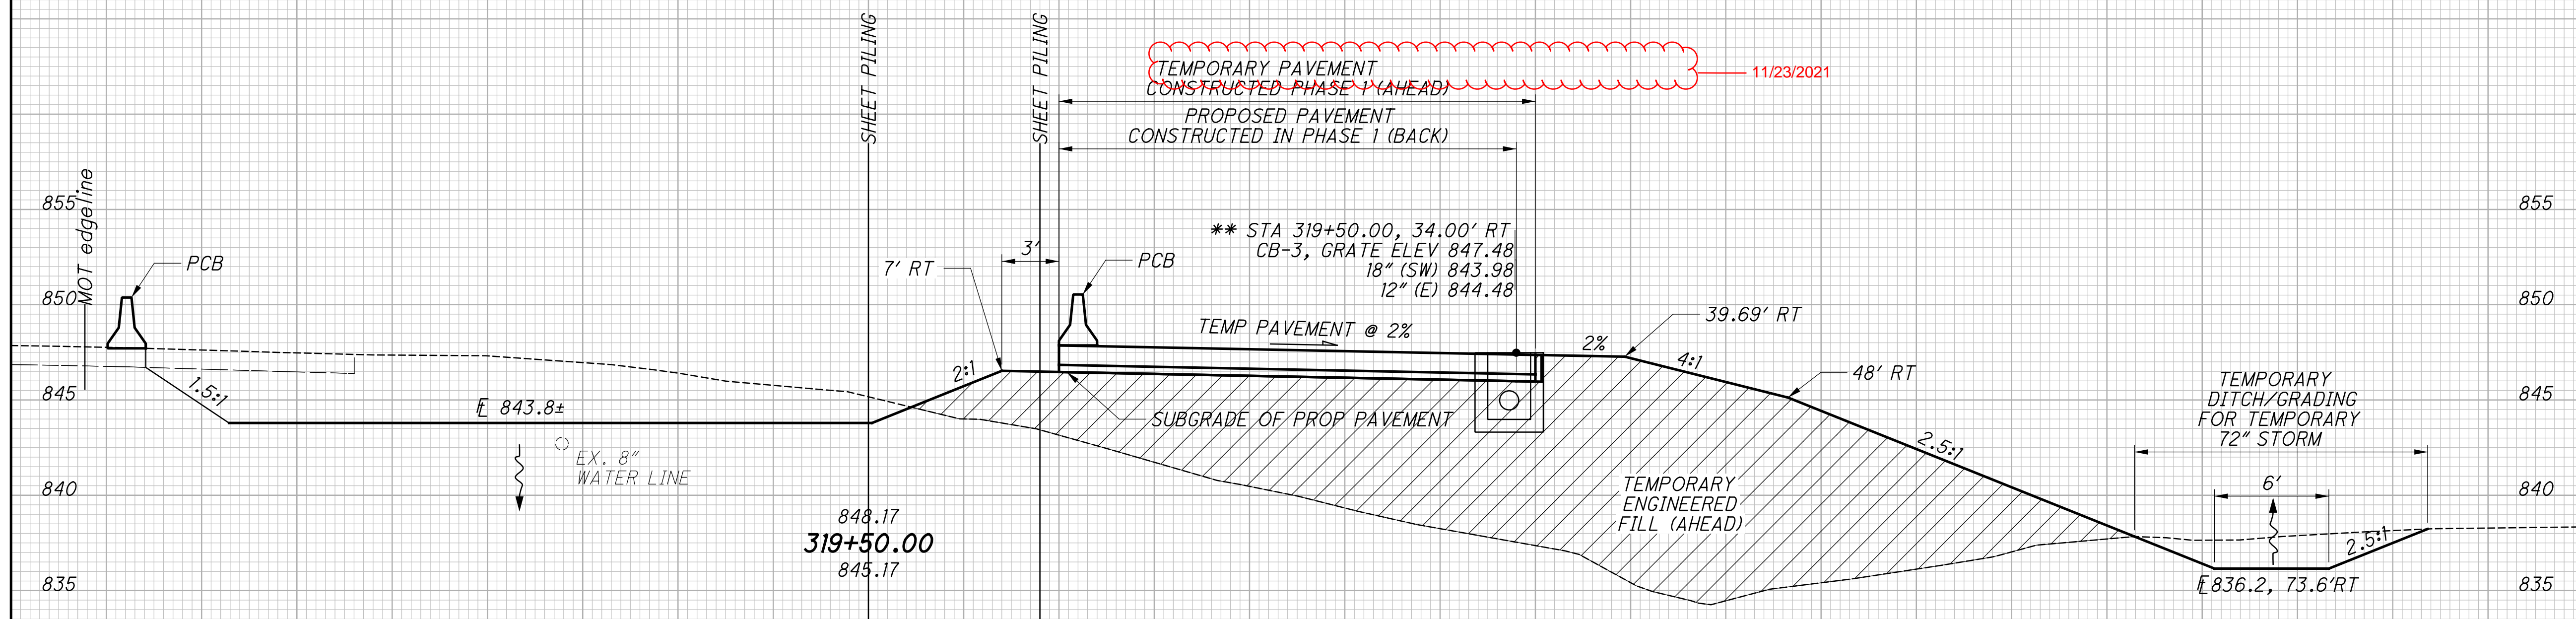 SHEET PILING
SHEET PILING
TEMPORARY PAVEMENT
CONSTRUCTED PHASE 1 (AHEAD)
11/23/2021
PROPOSED PAVEMENT
CONSTRUCTED IN PHASE 1 (BACK)
855
MOT edgeline
855
** STA 319+50.00, 34.00' RT
CB-3, GRATE ELEV 847.48
18" (SW) 843.98
12" (E) 844.48
PCB
7' RT
3'
PCB
850
850
TEMP PAVEMENT @ 2%
2%
39.69' RT
4:1
48' RT
845
1.5:1
2:1
845
FL 843.8±
SUBGRADE OF PROP PAVEMENT
TEMPORARY
DITCH/GRADING
FOR TEMPORARY
72" STORM
2.5:1
EX. 8"
WATER LINE
840
840
6'
TEMPORARY
ENGINEERED
FILL (AHEAD)
848.17
319+50.00
845.17
2.5:1
835
FL 836.2, 73.6'RT
835